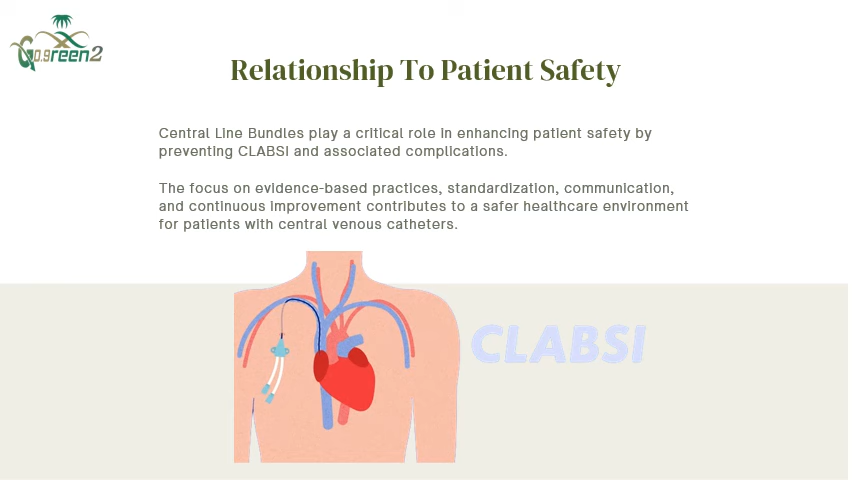 Go.green2
Relationship To Patient Safety
Central Line Bundles play a critical role in enhancing patient safety by
preventing CLABSI and associated complications.
The focus on evidence-based practices, standardization, communication,
and continuous improvement contributes to a safer healthcare environment
for patients with central venous catheters.
CLABSI